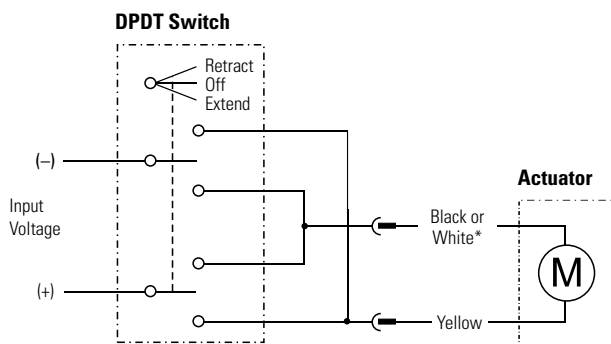 DPDT Switch
Retract
Off
Extend
(–)
Input
Voltage
(+)
Black or
White*
Yellow
Actuator
M